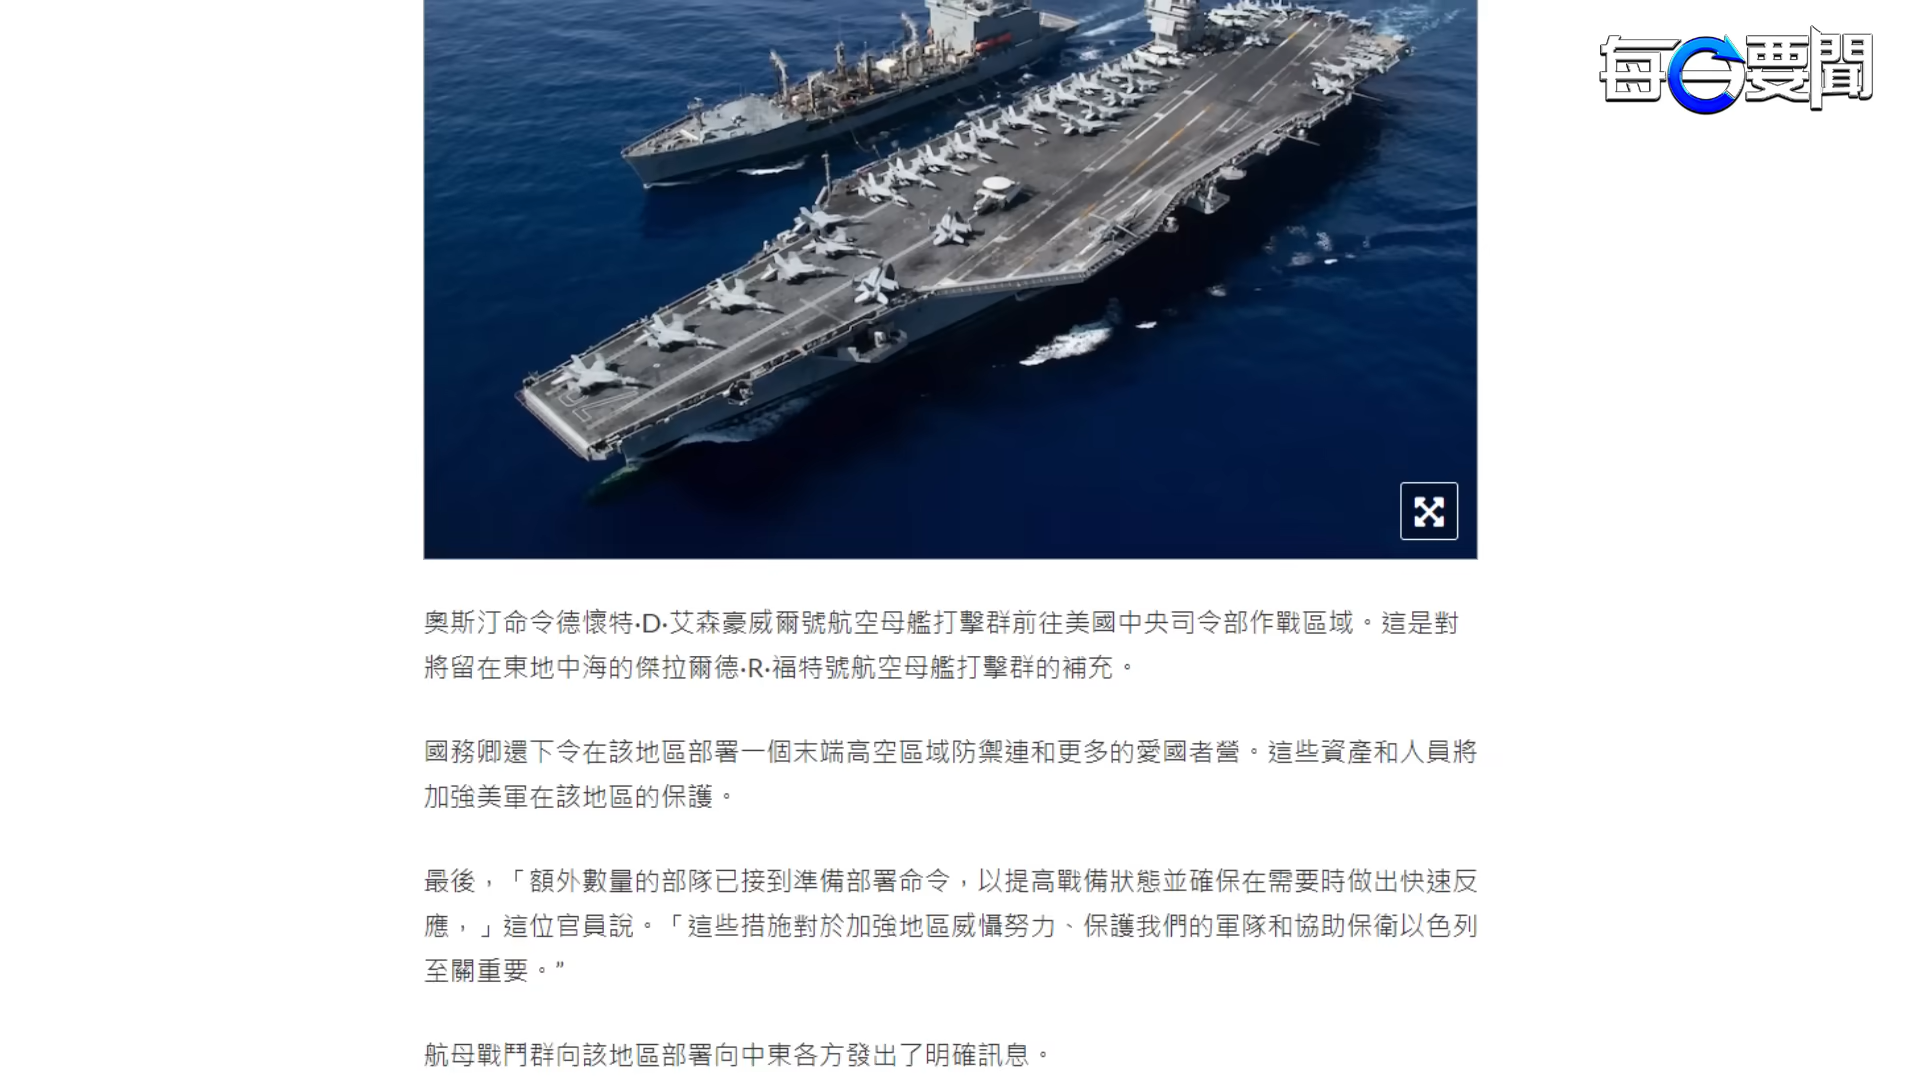 每日要聞
奧斯汀命令德懷特·D·艾森豪威爾號航空母艦打擊群前往美國中央司令部作戰區域。這是對
將留在東地中海的傑拉爾德·R·福特號航空母艦打擊群的補充。
國務卿還下令在該地區部署一個末端高空區域防禦連和更多的愛國者營。這些資產和人員將
加強美軍在該地區的保護。
最後，「額外數量的部隊已接到準備部署命令，以提高戰備狀態並確保在需要時做出快速反
應，」這位官員說。「這些措施對於加強地區威懾努力、保護我們的軍隊和協助保衛以色列
至關重要。”
航母戰鬥群向該地區部署向中東各方發出了明確訊息。